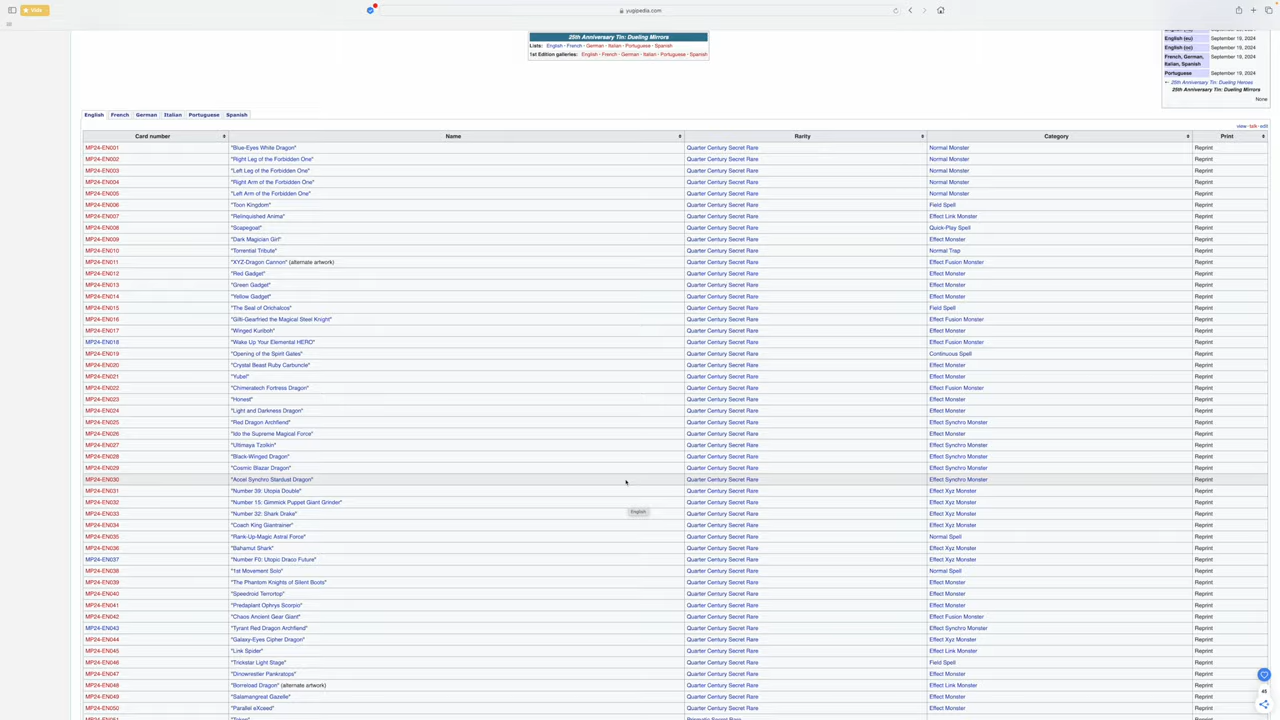 Vids
yugipedia.com
25th Anniversary Tin: Dueling Mirrors
Lists: English · French · German · Italian · Portuguese · Spanish
1st Edition galleries: English · French · German · Italian · Portuguese · Spanish
English (eu) September 19, 2024
English (oc) September 19, 2024
French, German, Italian, Spanish September 19, 2024
Portuguese September 19, 2024
← 25th Anniversary Tin: Dueling Heroes
25th Anniversary Tin: Dueling Mirrors
None
English French German Italian Portuguese Spanish
view · talk · edit
Card number Name Rarity Category Print
MP24-EN001 "Blue-Eyes White Dragon" Quarter Century Secret Rare Normal Monster Reprint
MP24-EN002 "Right Leg of the Forbidden One" Quarter Century Secret Rare Normal Monster Reprint
MP24-EN003 "Left Leg of the Forbidden One" Quarter Century Secret Rare Normal Monster Reprint
MP24-EN004 "Right Arm of the Forbidden One" Quarter Century Secret Rare Normal Monster Reprint
MP24-EN005 "Left Arm of the Forbidden One" Quarter Century Secret Rare Normal Monster Reprint
MP24-EN006 "Toon Kingdom" Quarter Century Secret Rare Field Spell Reprint
MP24-EN007 "Relinquished Anima" Quarter Century Secret Rare Effect Link Monster Reprint
MP24-EN008 "Scapegoat" Quarter Century Secret Rare Quick-Play Spell Reprint
MP24-EN009 "Dark Magician Girl" Quarter Century Secret Rare Effect Monster Reprint
MP24-EN010 "Torrential Tribute" Quarter Century Secret Rare Normal Trap Reprint
MP24-EN011 "XYZ-Dragon Cannon" (alternate artwork) Quarter Century Secret Rare Effect Fusion Monster Reprint
MP24-EN012 "Red Gadget" Quarter Century Secret Rare Effect Monster Reprint
MP24-EN013 "Green Gadget" Quarter Century Secret Rare Effect Monster Reprint
MP24-EN014 "Yellow Gadget" Quarter Century Secret Rare Effect Monster Reprint
MP24-EN015 "The Seal of Orichalcos" Quarter Century Secret Rare Field Spell Reprint
MP24-EN016 "Gilti-Gearfried the Magical Steel Knight" Quarter Century Secret Rare Effect Fusion Monster Reprint
MP24-EN017 "Winged Kuriboh" Quarter Century Secret Rare Effect Monster Reprint
MP24-EN018 "Wake Up Your Elemental HERO" Quarter Century Secret Rare Effect Fusion Monster Reprint
MP24-EN019 "Opening of the Spirit Gates" Quarter Century Secret Rare Continuous Spell Reprint
MP24-EN020 "Crystal Beast Ruby Carbuncle" Quarter Century Secret Rare Effect Monster Reprint
MP24-EN021 "Yubel" Quarter Century Secret Rare Effect Monster Reprint
MP24-EN022 "Chimeratech Fortress Dragon" Quarter Century Secret Rare Effect Fusion Monster Reprint
MP24-EN023 "Honest" Quarter Century Secret Rare Effect Monster Reprint
MP24-EN024 "Light and Darkness Dragon" Quarter Century Secret Rare Effect Monster Reprint
MP24-EN025 "Red Dragon Archfiend" Quarter Century Secret Rare Effect Synchro Monster Reprint
MP24-EN026 "Ido the Supreme Magical Force" Quarter Century Secret Rare Effect Monster Reprint
MP24-EN027 "Ultimaya Tzolkin" Quarter Century Secret Rare Effect Synchro Monster Reprint
MP24-EN028 "Black-Winged Dragon" Quarter Century Secret Rare Effect Synchro Monster Reprint
MP24-EN029 "Cosmic Blazar Dragon" Quarter Century Secret Rare Effect Synchro Monster Reprint
MP24-EN030 "Accel Synchro Stardust Dragon" Quarter Century Secret Rare Effect Synchro Monster Reprint
MP24-EN031 "Number 39: Utopia Double" Quarter Century Secret Rare Effect Xyz Monster Reprint
MP24-EN032 "Number 15: Gimmick Puppet Giant Grinder" Quarter Century Secret Rare Effect Xyz Monster Reprint
MP24-EN033 "Number 32: Shark Drake" Quarter Century Secret Rare Effect Xyz Monster Reprint
English
MP24-EN034 "Coach King Giantrainer" Quarter Century Secret Rare Effect Xyz Monster Reprint
MP24-EN035 "Rank-Up-Magic Astral Force" Quarter Century Secret Rare Normal Spell Reprint
MP24-EN036 "Bahamut Shark" Quarter Century Secret Rare Effect Xyz Monster Reprint
MP24-EN037 "Number F0: Utopic Draco Future" Quarter Century Secret Rare Effect Xyz Monster Reprint
MP24-EN038 "1st Movement Solo" Quarter Century Secret Rare Normal Spell Reprint
MP24-EN039 "The Phantom Knights of Silent Boots" Quarter Century Secret Rare Effect Monster Reprint
MP24-EN040 "Speedroid Terrortop" Quarter Century Secret Rare Effect Monster Reprint
MP24-EN041 "Predaplant Ophrys Scorpio" Quarter Century Secret Rare Effect Monster Reprint
MP24-EN042 "Chaos Ancient Gear Giant" Quarter Century Secret Rare Effect Fusion Monster Reprint
MP24-EN043 "Tyrant Red Dragon Archfiend" Quarter Century Secret Rare Effect Synchro Monster Reprint
MP24-EN044 "Galaxy-Eyes Cipher Dragon" Quarter Century Secret Rare Effect Xyz Monster Reprint
MP24-EN045 "Link Spider" Quarter Century Secret Rare Effect Link Monster Reprint
MP24-EN046 "Trickstar Light Stage" Quarter Century Secret Rare Field Spell Reprint
MP24-EN047 "Dinowrestler Pankratops" Quarter Century Secret Rare Effect Monster Reprint
MP24-EN048 "Borreload Dragon" (alternate artwork) Quarter Century Secret Rare Effect Link Monster Reprint
MP24-EN049 "Salamangreat Gazelle" Quarter Century Secret Rare Effect Monster Reprint
MP24-EN050 "Parallel eXceed" Quarter Century Secret Rare Effect Monster Reprint